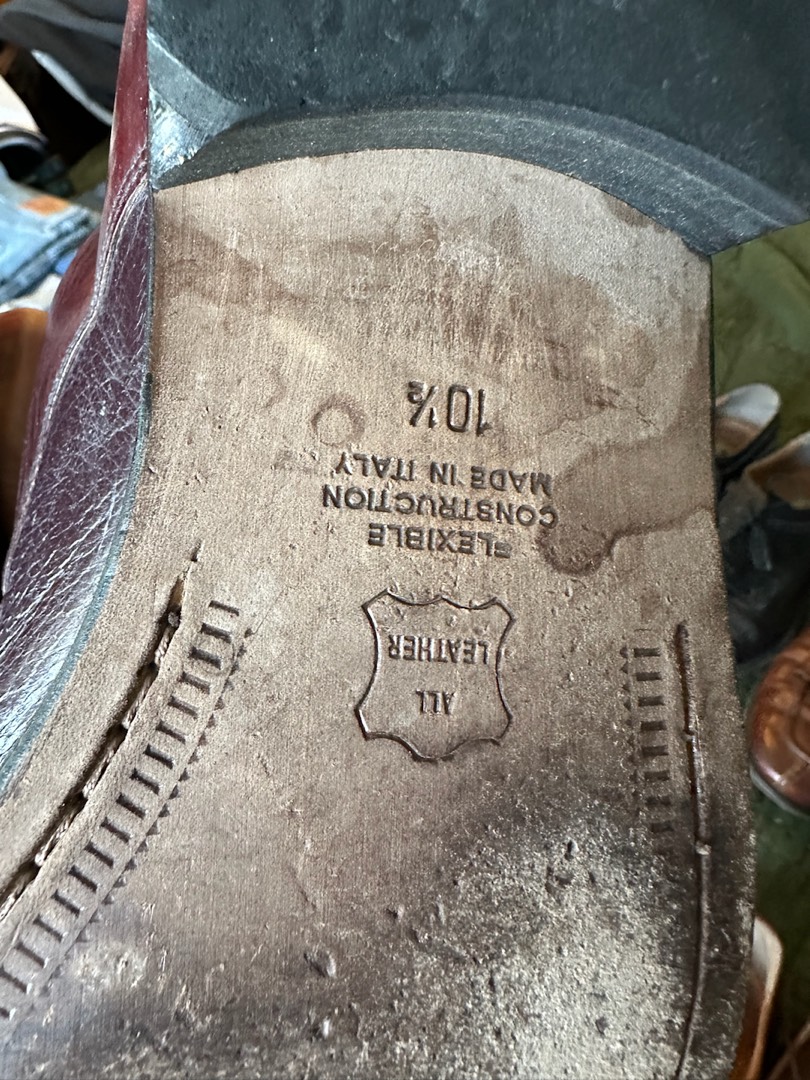 ALL
LEATHER
FLEXIBLE
CONSTRUCTION
MADE IN ITALY
10½